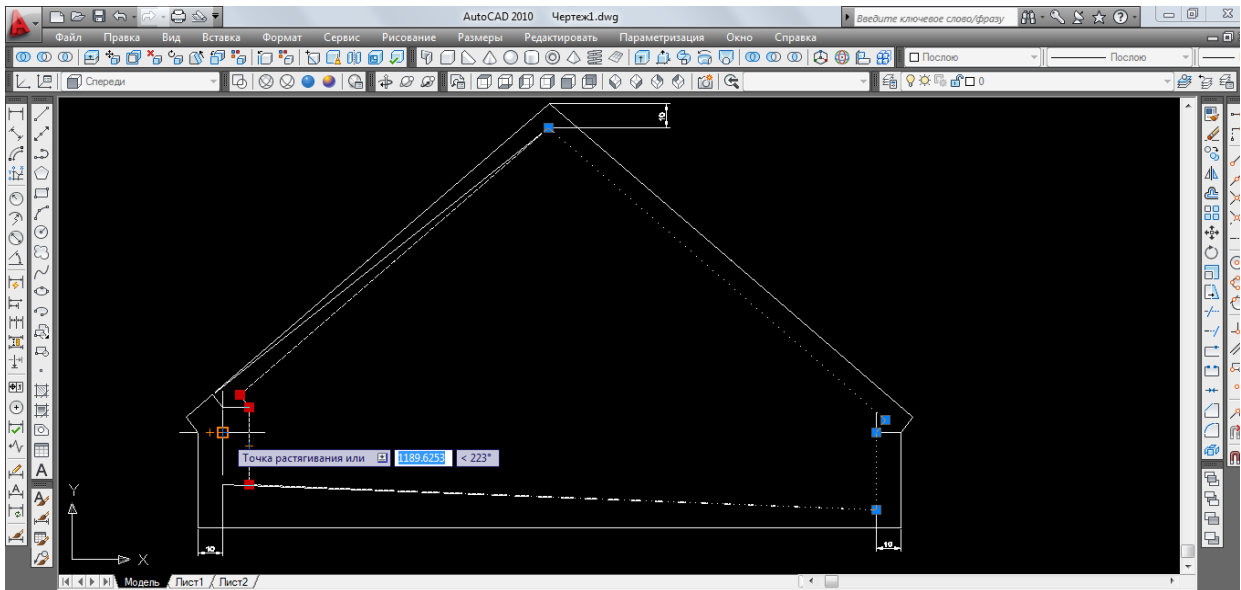 AutoCAD 2010 Чертеж1.dwg
Введите ключевое слово/фразу
Файл Правка Вид Вставка Формат Сервис Рисование Размеры Редактировать Параметризация Окно Справка
Послою Послою
Спереди 0
10
Точка растягивания или 1189.6253 < 223°
Y
X
10 10
Модель Лист1 Лист2